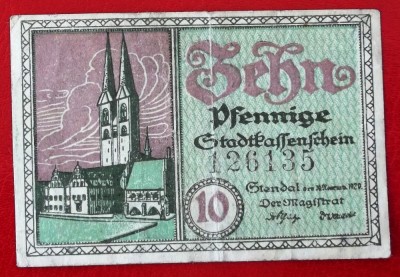 Zehn
Pfennige
Stadtkassenschein
126135
Stendal
Der Magistrat
10